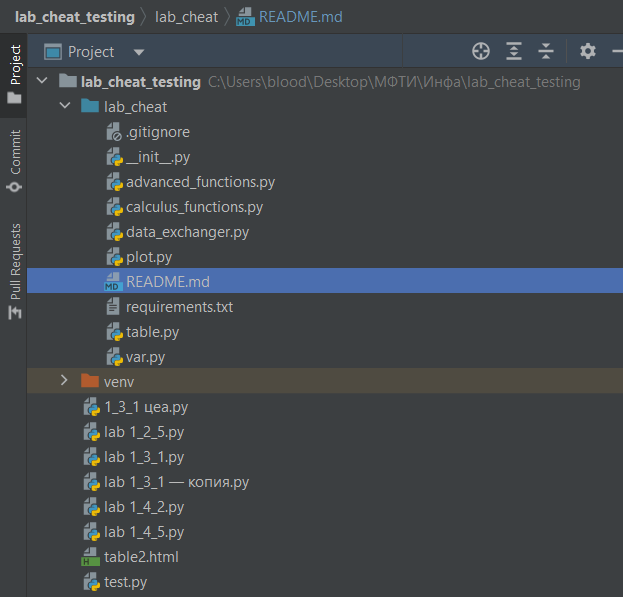 lab_cheat_testing lab_cheat README.md
Project
Project
Commit
Pull Requests
lab_cheat_testing C:\Users\blood\Desktop\МФТИ\Инфа\lab_cheat_testing
lab_cheat
.gitignore
__init__.py
advanced_functions.py
calculus_functions.py
data_exchanger.py
plot.py
README.md
requirements.txt
table.py
var.py
venv
1_3_1 цеа.py
lab 1_2_5.py
lab 1_3_1.py
lab 1_3_1 — копия.py
lab 1_4_2.py
lab 1_4_5.py
table2.html
test.py